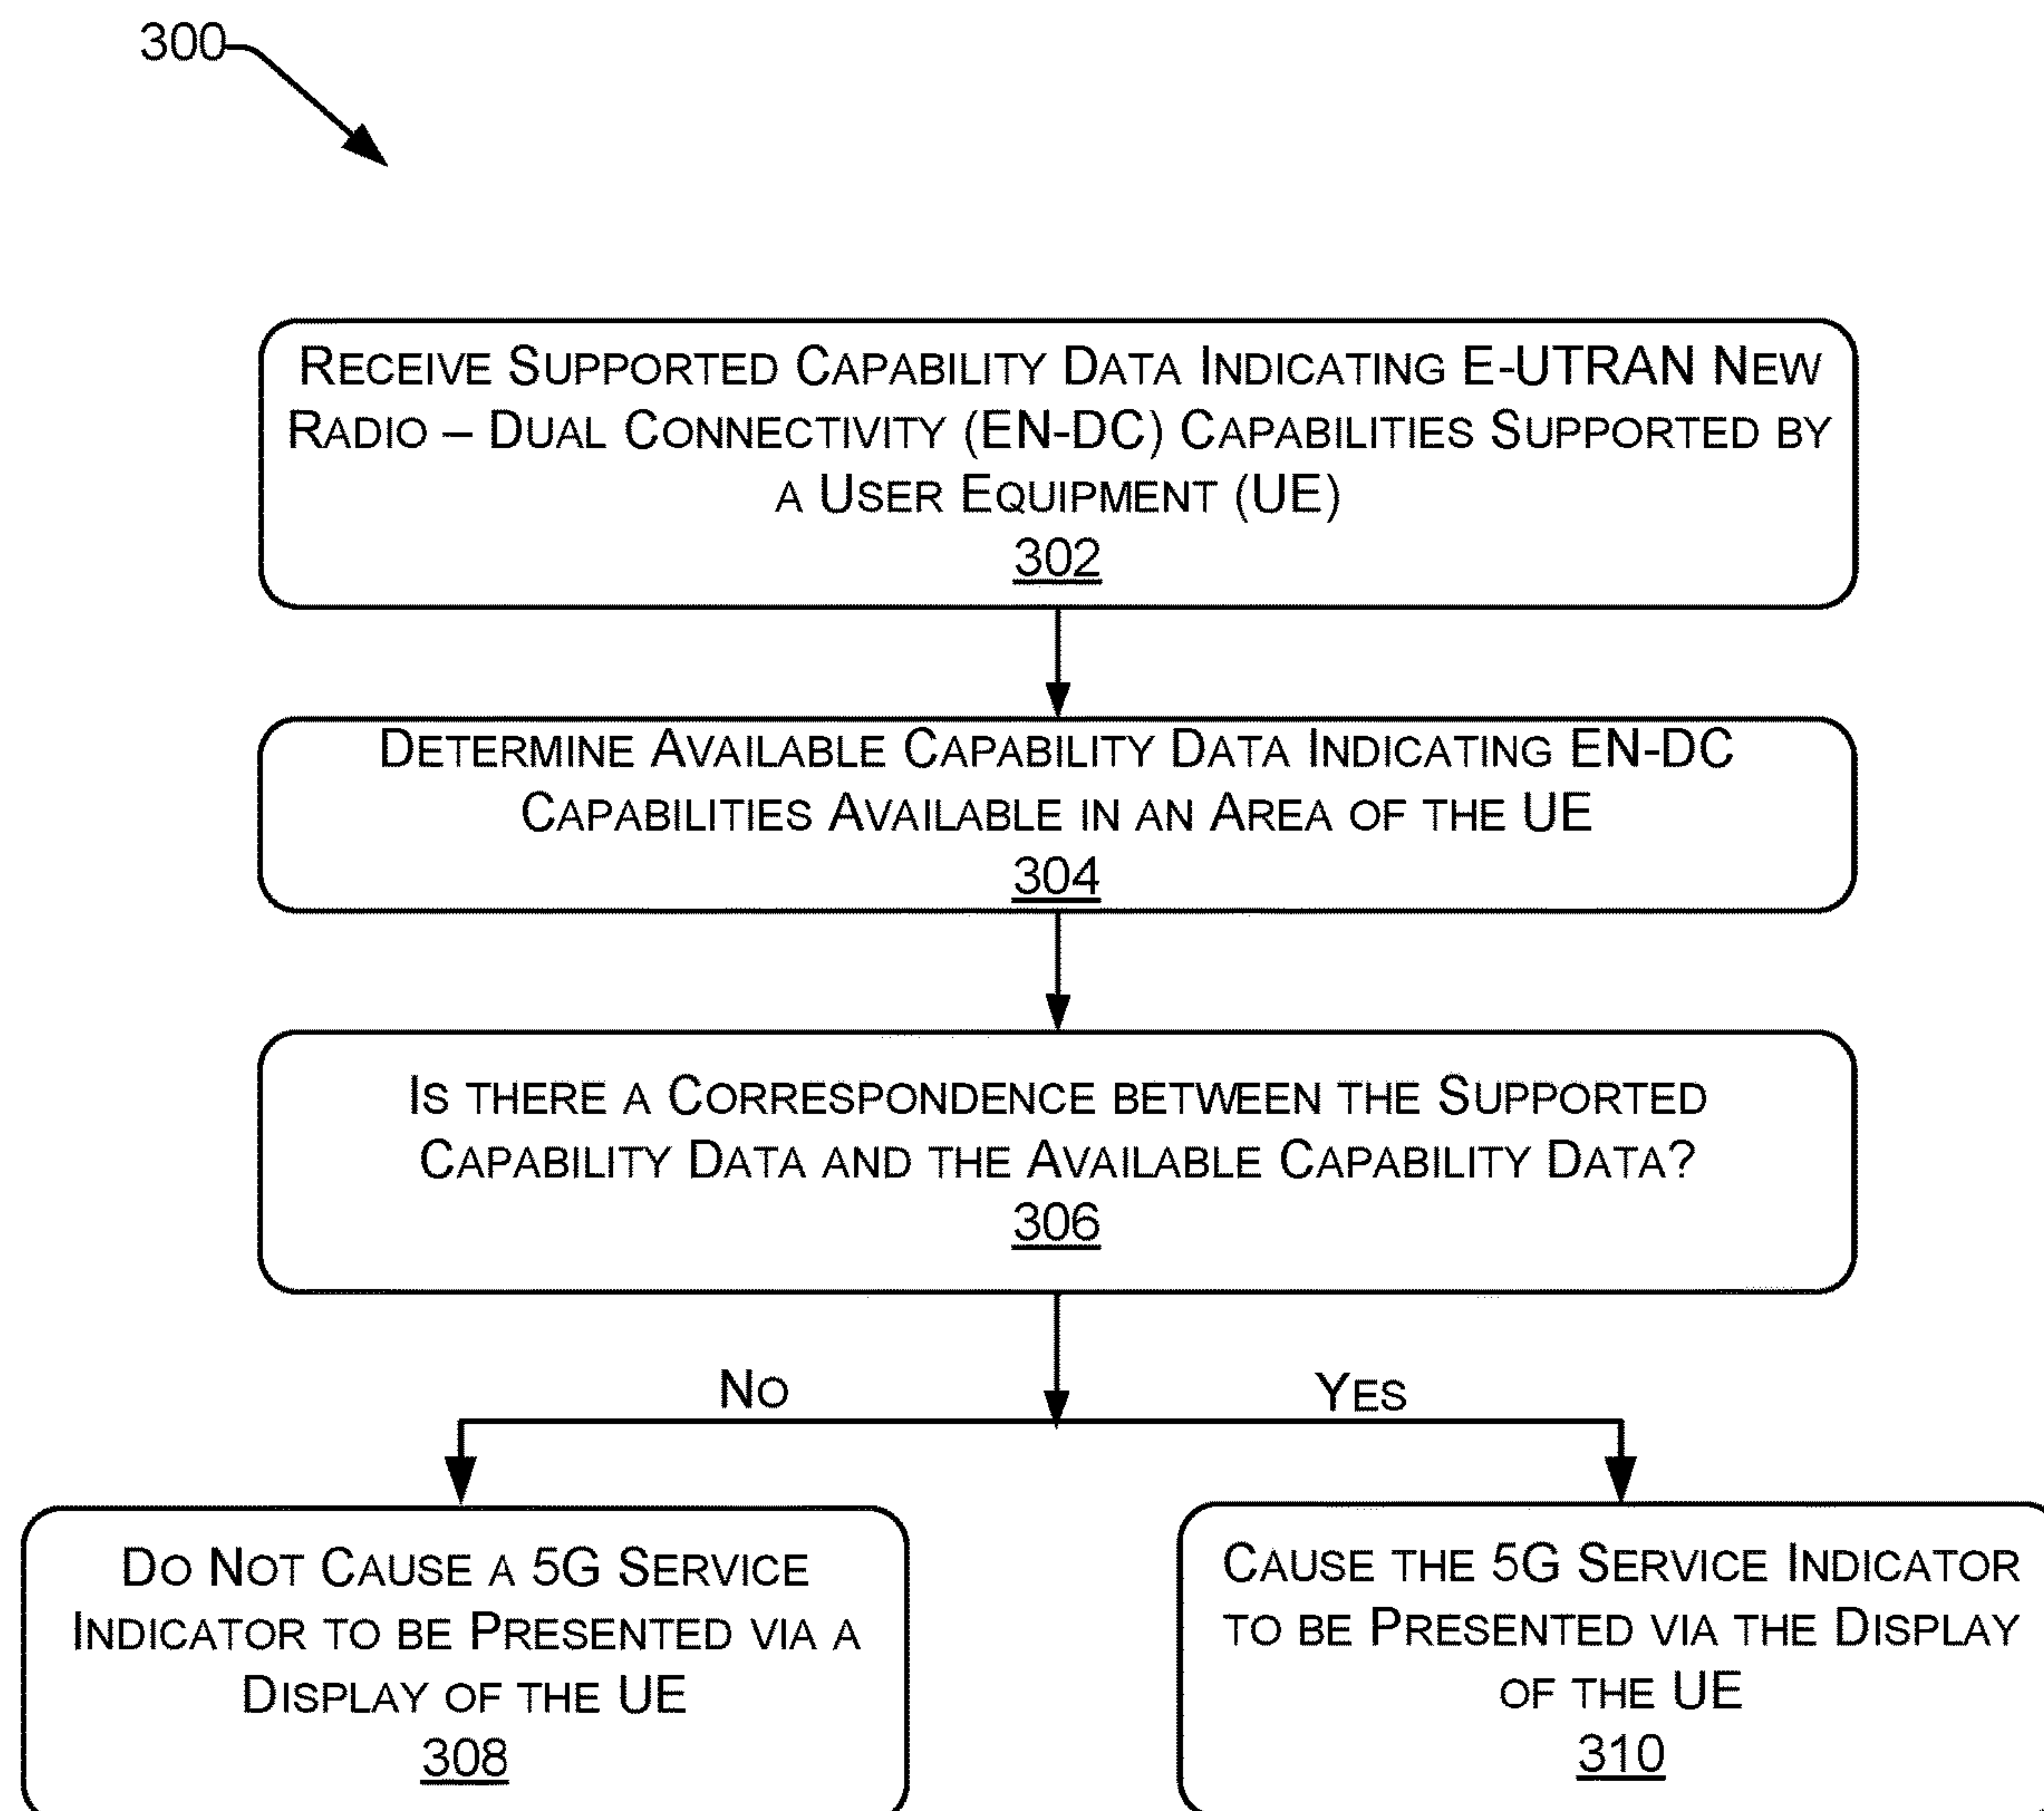 300
Receive Supported Capability Data Indicating E-UTRAN New
Radio – Dual Connectivity (EN-DC) Capabilities Supported by
a User Equipment (UE)
302
Determine Available Capability Data Indicating EN-DC
Capabilities Available in an Area of the UE
304
Is there a Correspondence between the Supported
Capability Data and the Available Capability Data?
306
No
Yes
Do Not Cause a 5G Service
Indicator to be Presented via a
Display of the UE
308
Cause the 5G Service Indicator
to be Presented via the Display
of the UE
310